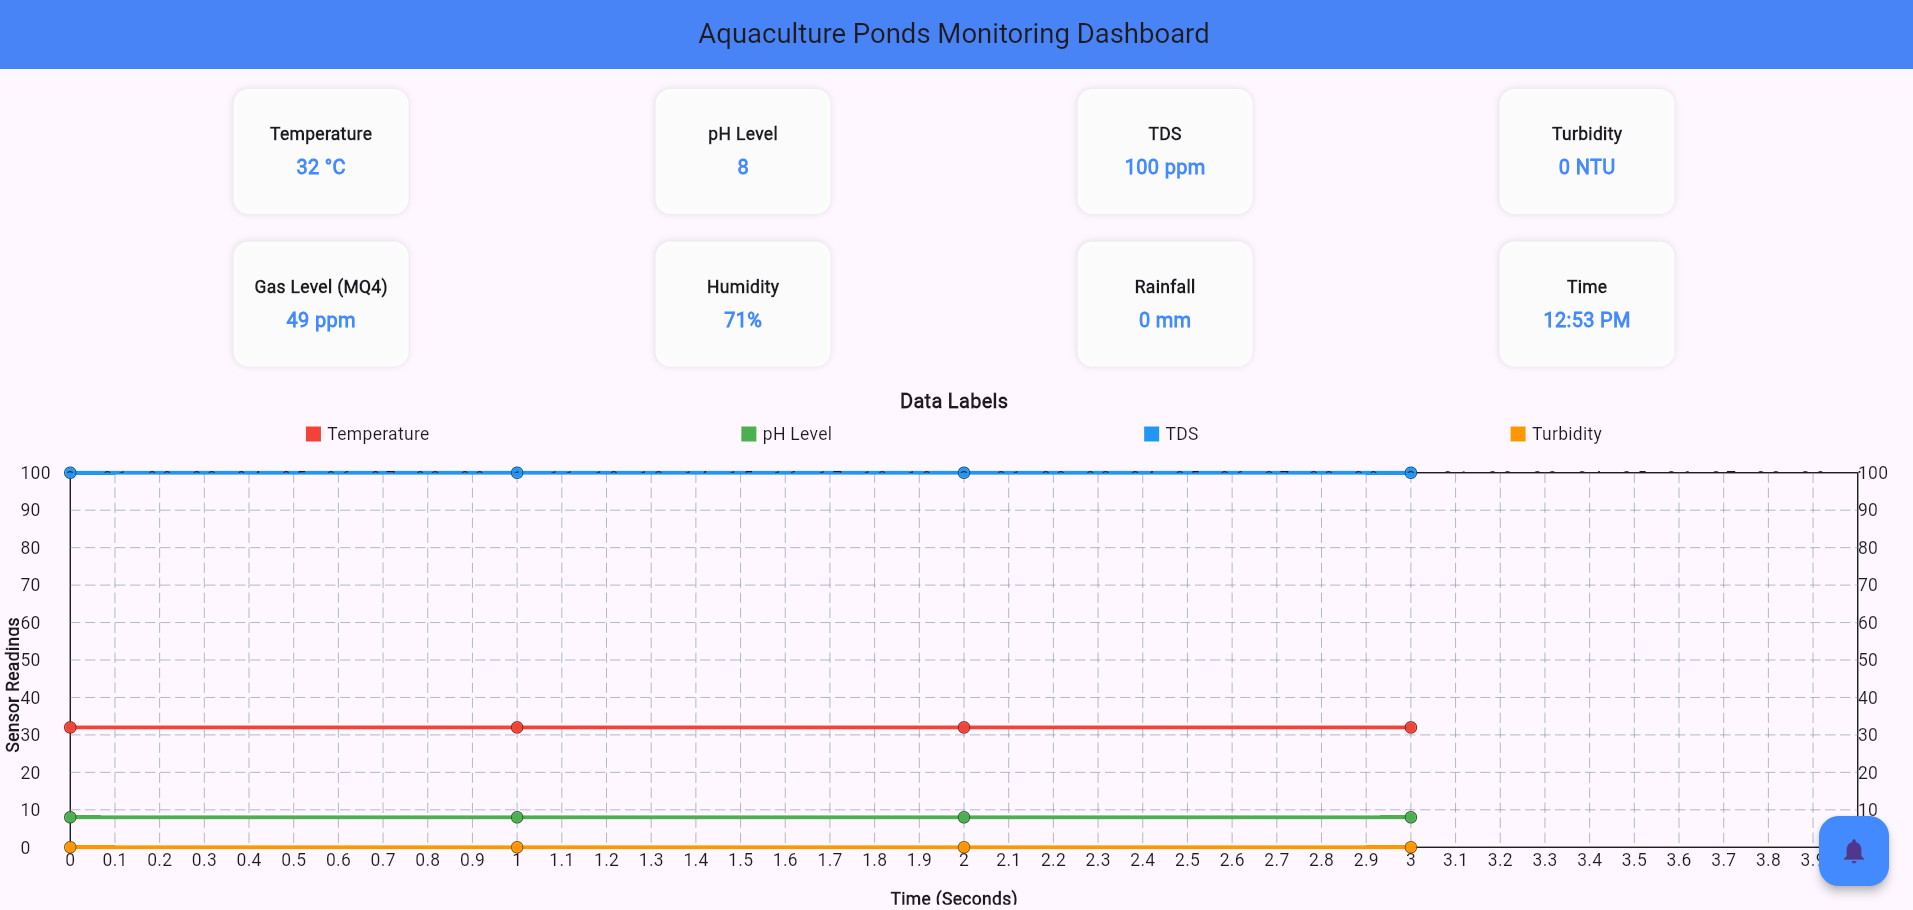 Aquaculture Ponds Monitoring Dashboard
Temperature
32 °C
pH Level
8
TDS
100 ppm
Turbidity
0 NTU
Gas Level (MQ4)
49 ppm
Humidity
71%
Rainfall
0 mm
Time
12:53 PM
Data Labels
Temperature pH Level TDS Turbidity
100 100
90 90
80 80
70 70
60 60
50 50
40 40
30 30
20 20
10 10
0
Sensor Readings
0 0.1 0.2 0.3 0.4 0.5 0.6 0.7 0.8 0.9 1 1.1 1.2 1.3 1.4 1.5 1.6 1.7 1.8 1.9 2 2.1 2.2 2.3 2.4 2.5 2.6 2.7 2.8 2.9 3 3.1 3.2 3.3 3.4 3.5 3.6 3.7 3.8
Time (Seconds)